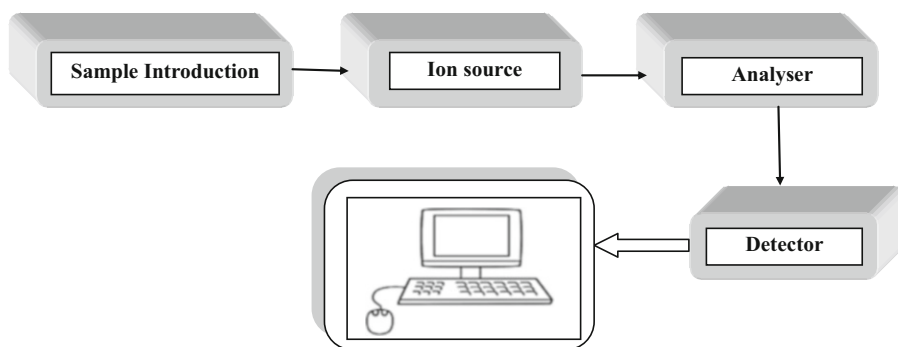 Sample Introduction
Ion source
Analyser
Detector